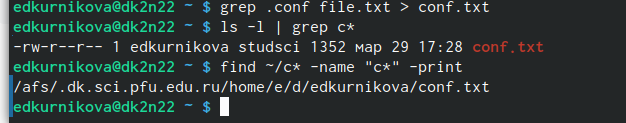 edkurnikova@dk2n22 ~ $ grep .conf file.txt > conf.txt
edkurnikova@dk2n22 ~ $ ls -l | grep c*
-rw-r--r-- 1 edkurnikova studsci 1352 мар 29 17:28 conf.txt
edkurnikova@dk2n22 ~ $ find ~/c* -name "c*" -print
/afs/.dk.sci.pfu.edu.ru/home/e/d/edkurnikova/conf.txt
edkurnikova@dk2n22 ~ $